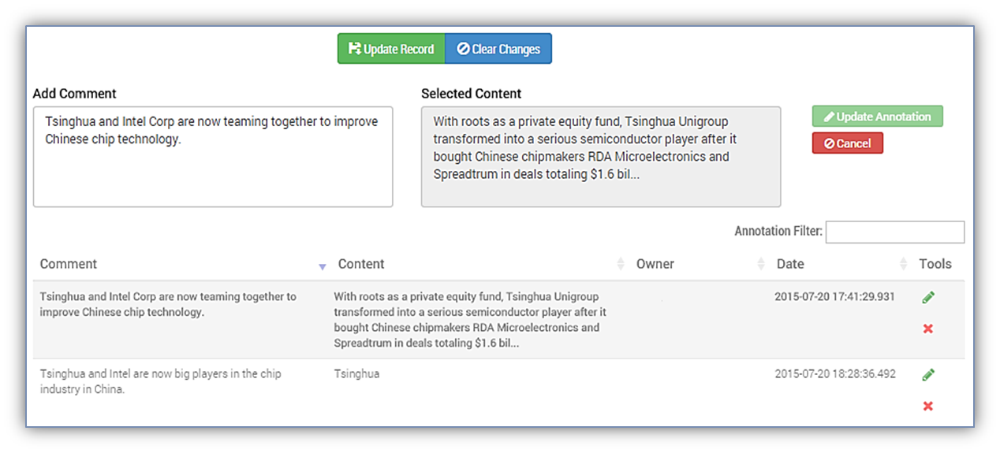 Update Record Clear Changes
Add Comment
Tsinghua and Intel Corp are now teaming together to improve
Chinese chip technology.
Selected Content
With roots as a private equity fund, Tsinghua Unigroup
transformed into a serious semiconductor player after it
bought Chinese chipmakers RDA Microelectronics and
Spreadtrum in deals totaling $1.6 bil...
Update Annotation
Cancel
Annotation Filter:
Comment Content Owner Date Tools
Tsinghua and Intel Corp are now teaming together to
improve Chinese chip technology.
With roots as a private equity fund, Tsinghua Unigroup
transformed into a serious semiconductor player after it
bought Chinese chipmakers RDA Microelectronics and
Spreadtrum in deals totaling $1.6 bil...
2015-07-20 17:41:29.931
Tsinghua and Intel are now big players in the chip
industry in China.
Tsinghua
2015-07-20 18:28:36.492